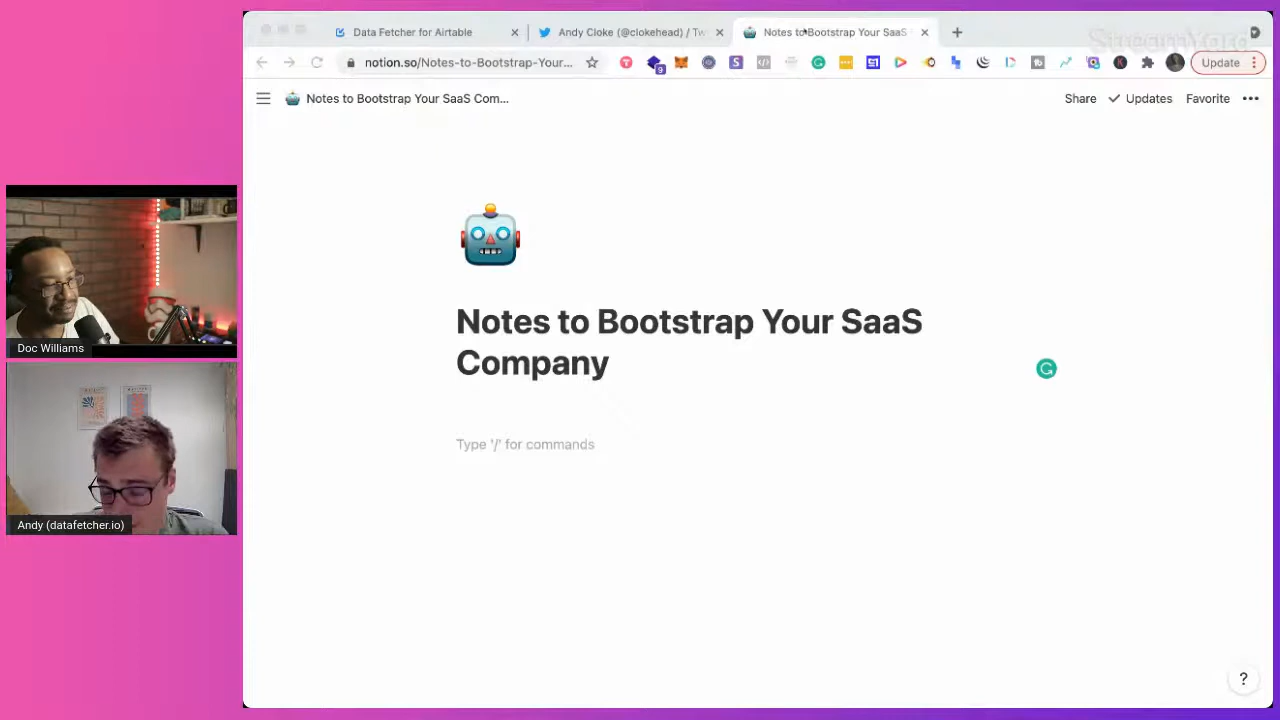 StreamYard
Data Fetcher for Airtable
Andy Cloke (@clokehead) / Tw
Notes to Bootstrap Your SaaS
notion.so/Notes-to-Bootstrap-Your...
9
Update
Notes to Bootstrap Your SaaS Com...
Share
Updates
Favorite
Notes to Bootstrap Your SaaS
Company
Type '/' for commands
Doc Williams
Andy (datafetcher.io)
?